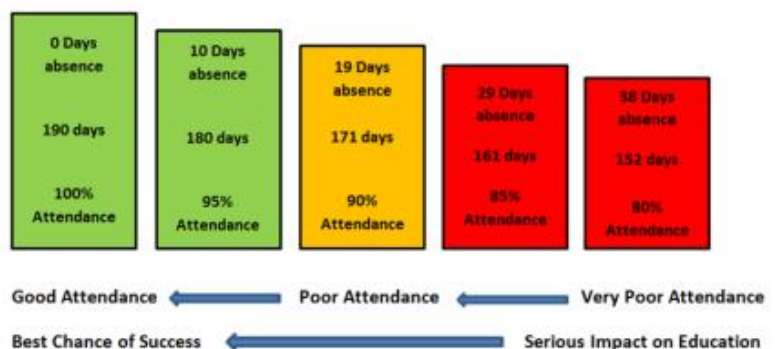 0 Days
absence
190 days
100%
Attendance
10 Days
absence
180 days
95%
Attendance
19 Days
absence
171 days
90%
Attendance
29 Days
absence
161 days
85%
Attendance
38 Days
absence
152 days
80%
Attendance
Good Attendance Poor Attendance Very Poor Attendance
Best Chance of Success Serious Impact on Education